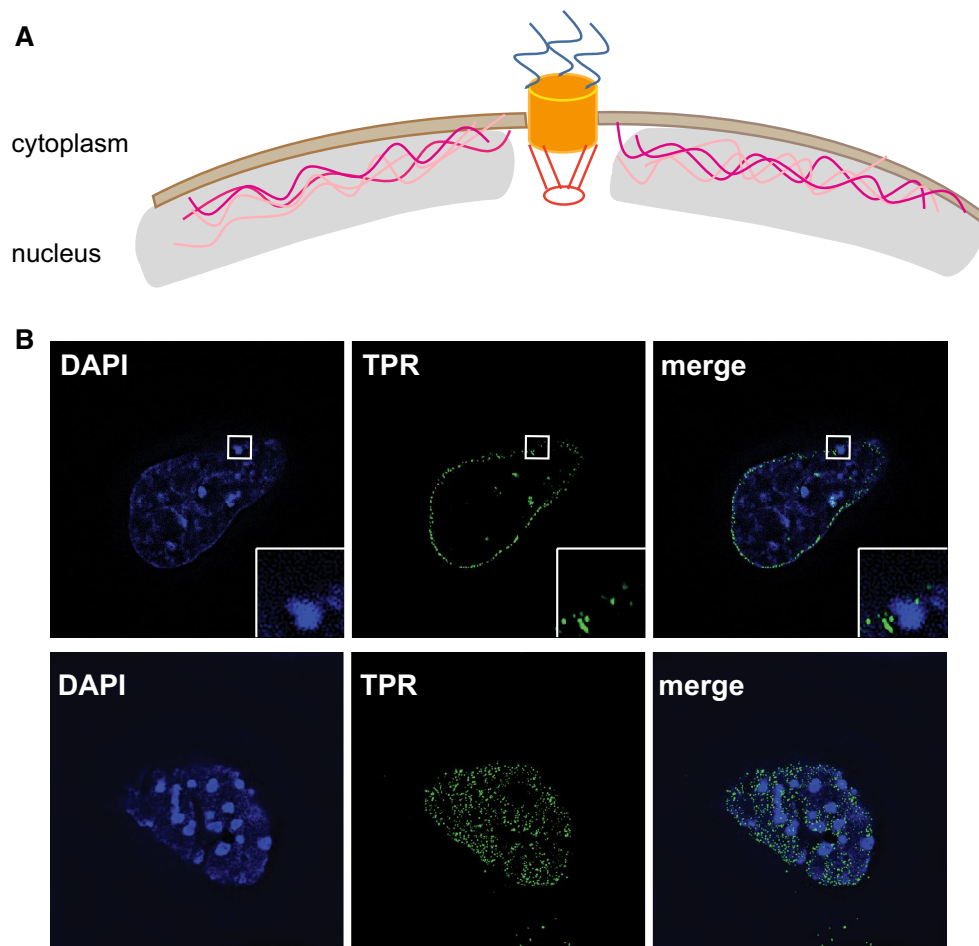 A
cytoplasm
nucleus
B
DAPI
TPR
merge
DAPI
TPR
merge